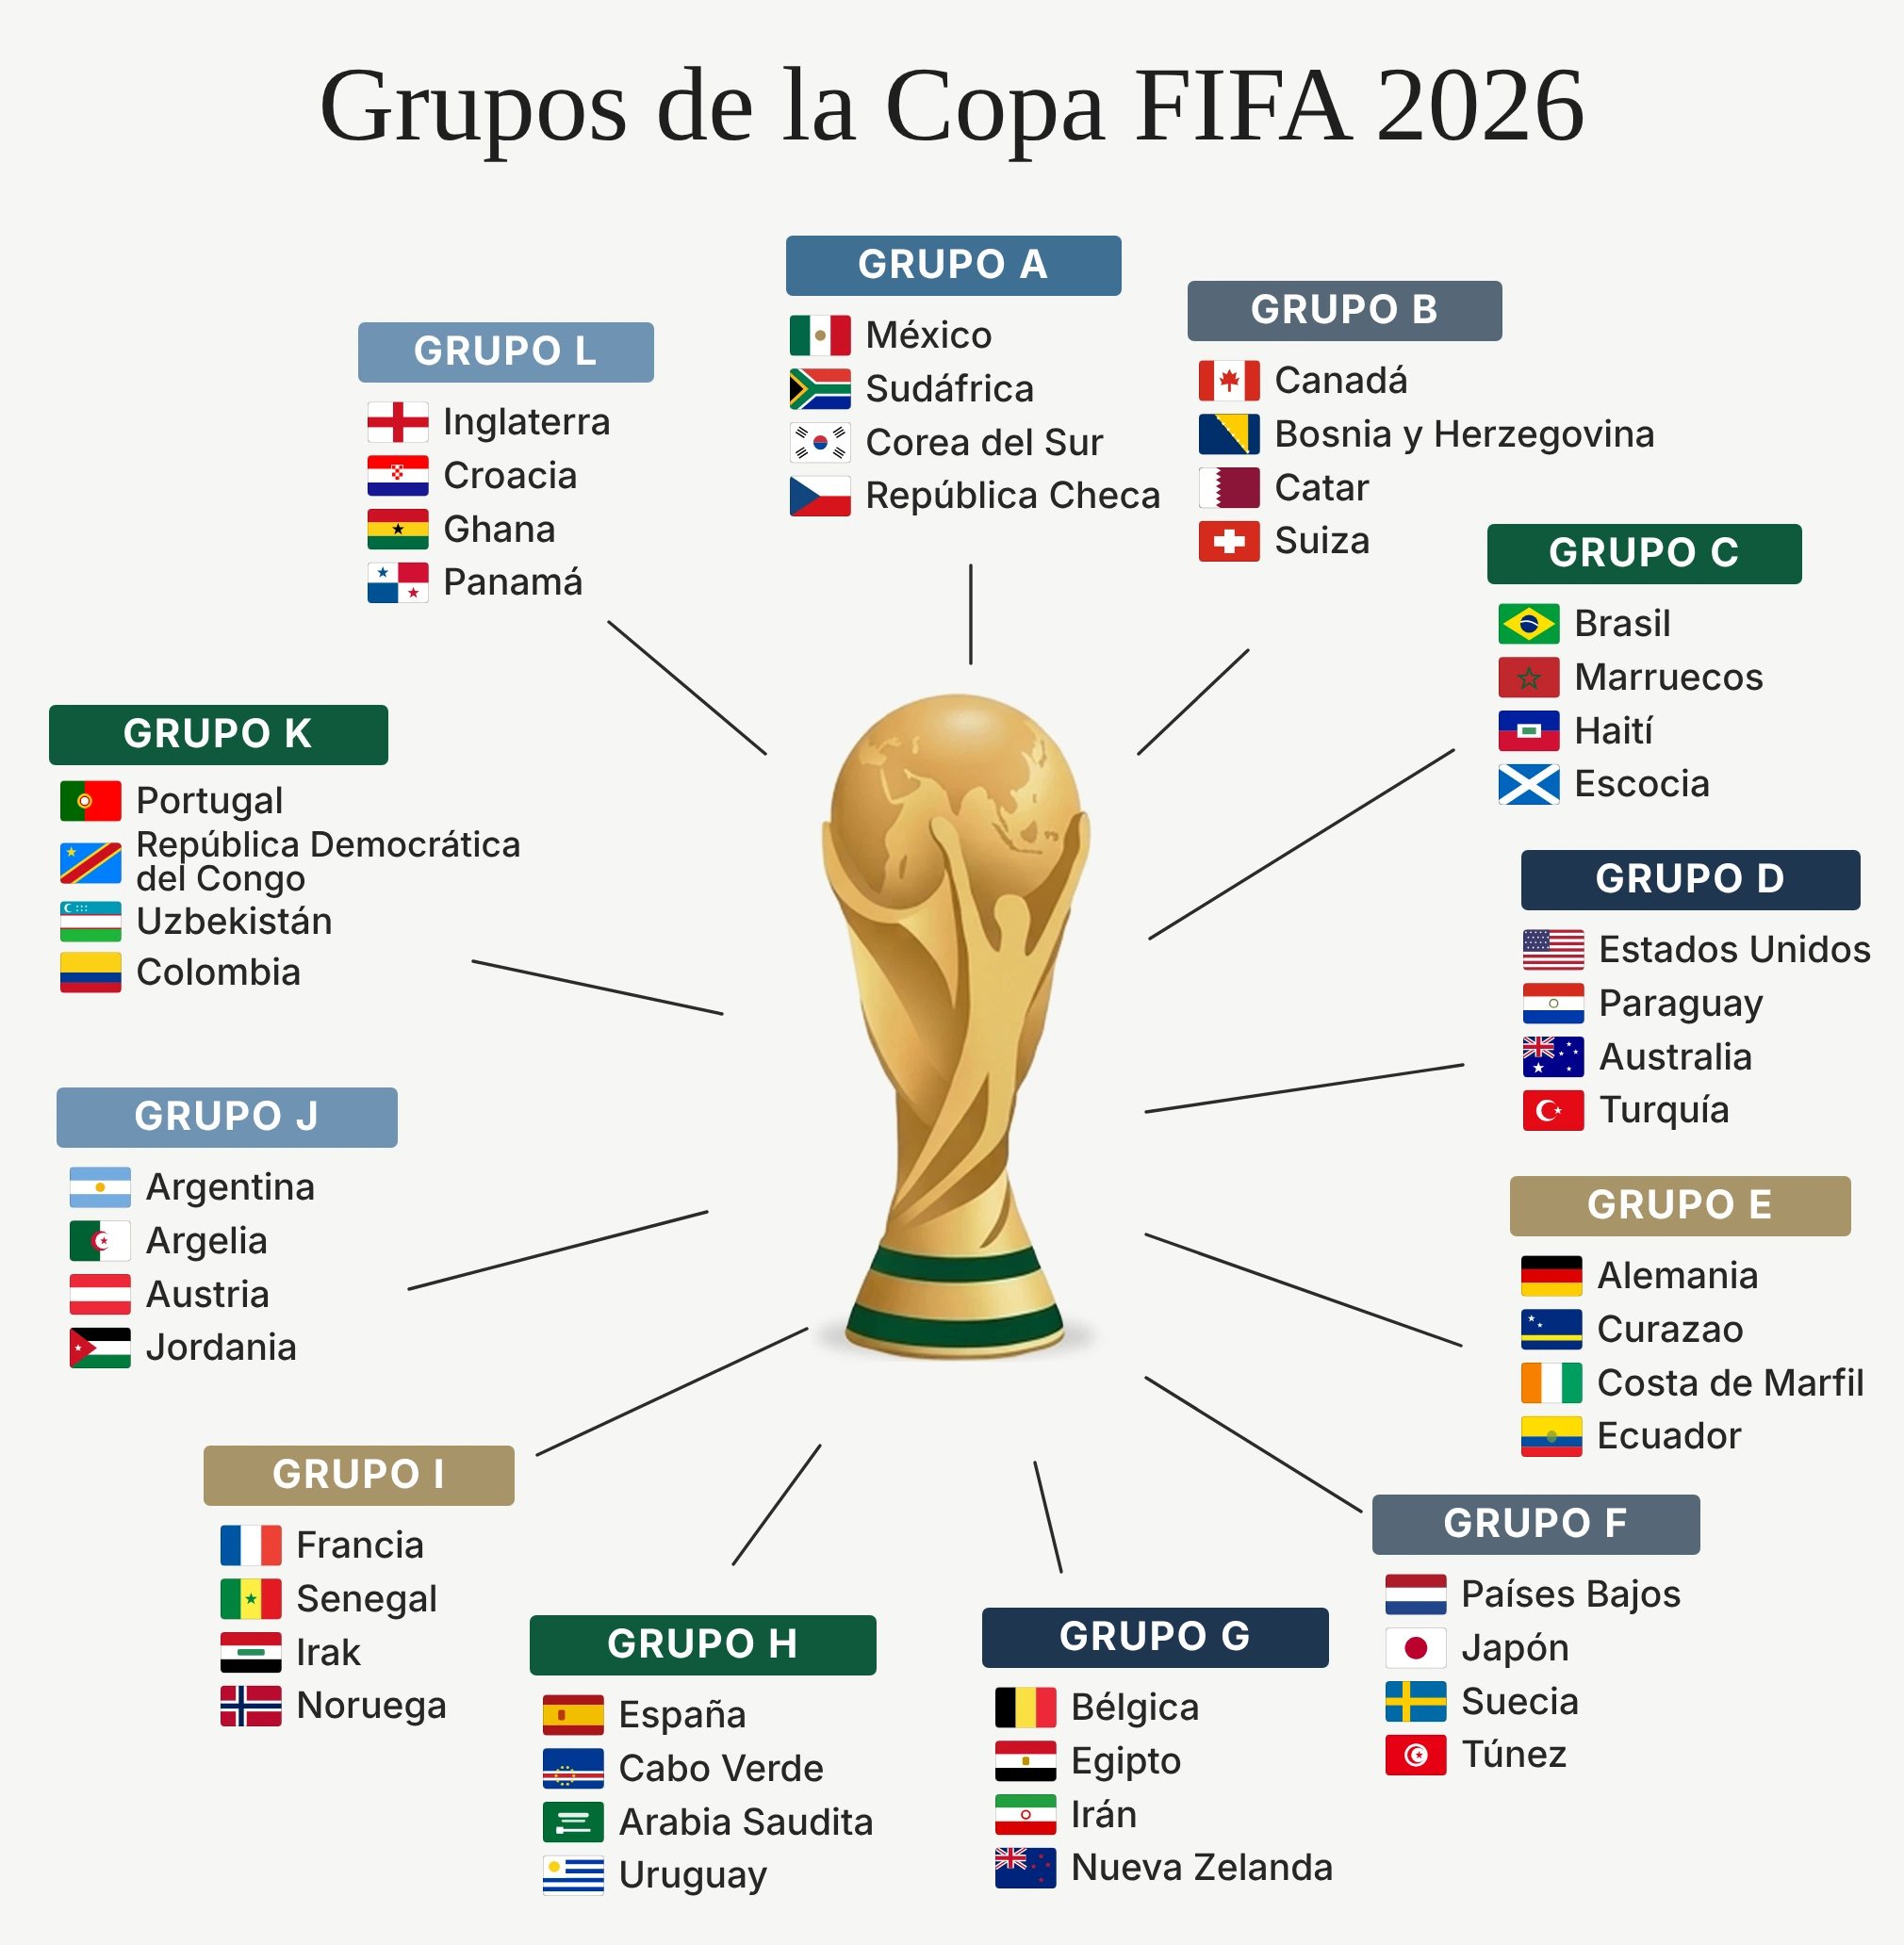 Grupos de la Copa FIFA 2026
GRUPO A
México
Sudáfrica
Corea del Sur
República Checa
GRUPO B
Canadá
Bosnia y Herzegovina
Catar
Suiza
GRUPO C
Brasil
Marruecos
Haití
Escocia
GRUPO D
Estados Unidos
Paraguay
Australia
Turquía
GRUPO E
Alemania
Curazao
Costa de Marfil
Ecuador
GRUPO F
Países Bajos
Japón
Suecia
Túnez
GRUPO G
Bélgica
Egipto
Irán
Nueva Zelanda
GRUPO H
España
Cabo Verde
Arabia Saudita
Uruguay
GRUPO I
Francia
Senegal
Irak
Noruega
GRUPO J
Argentina
Argelia
Austria
Jordania
GRUPO K
Portugal
República Democrática
del Congo
Uzbekistán
Colombia
GRUPO L
Inglaterra
Croacia
Ghana
Panamá